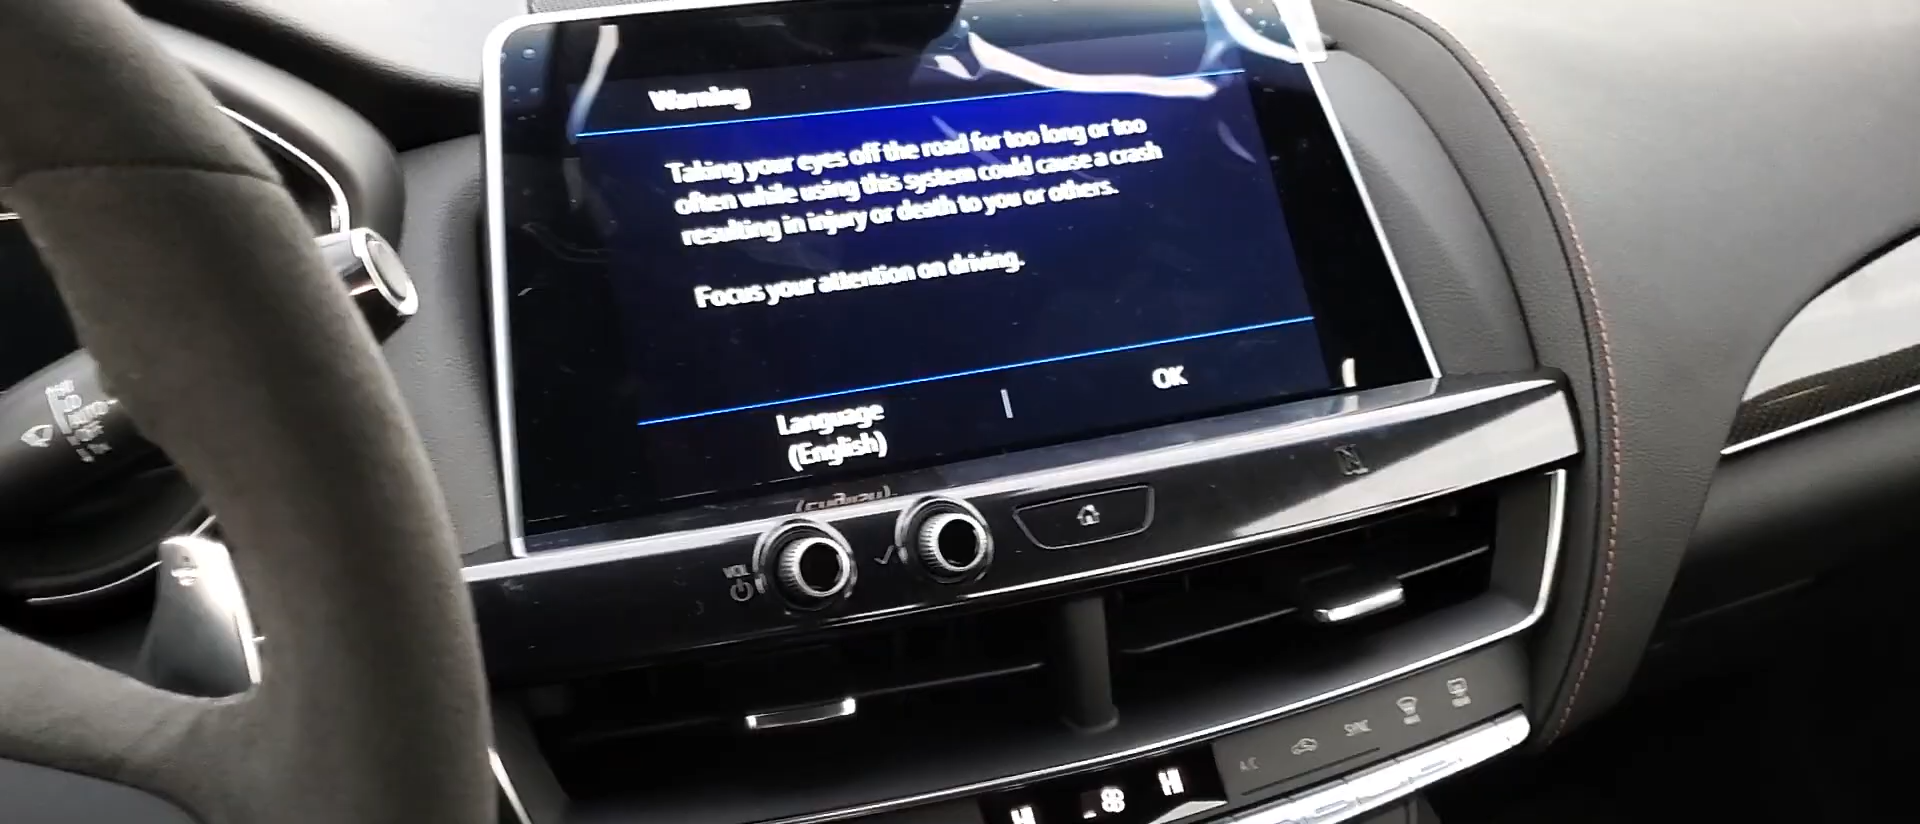 Warning
Taking your eyes off the road for too long or too
often while using this system could cause a crash
resulting in injury or death to you or others.
Focus your attention on driving.
Language
(English)
OK
VOL
A/C
SYNC
H